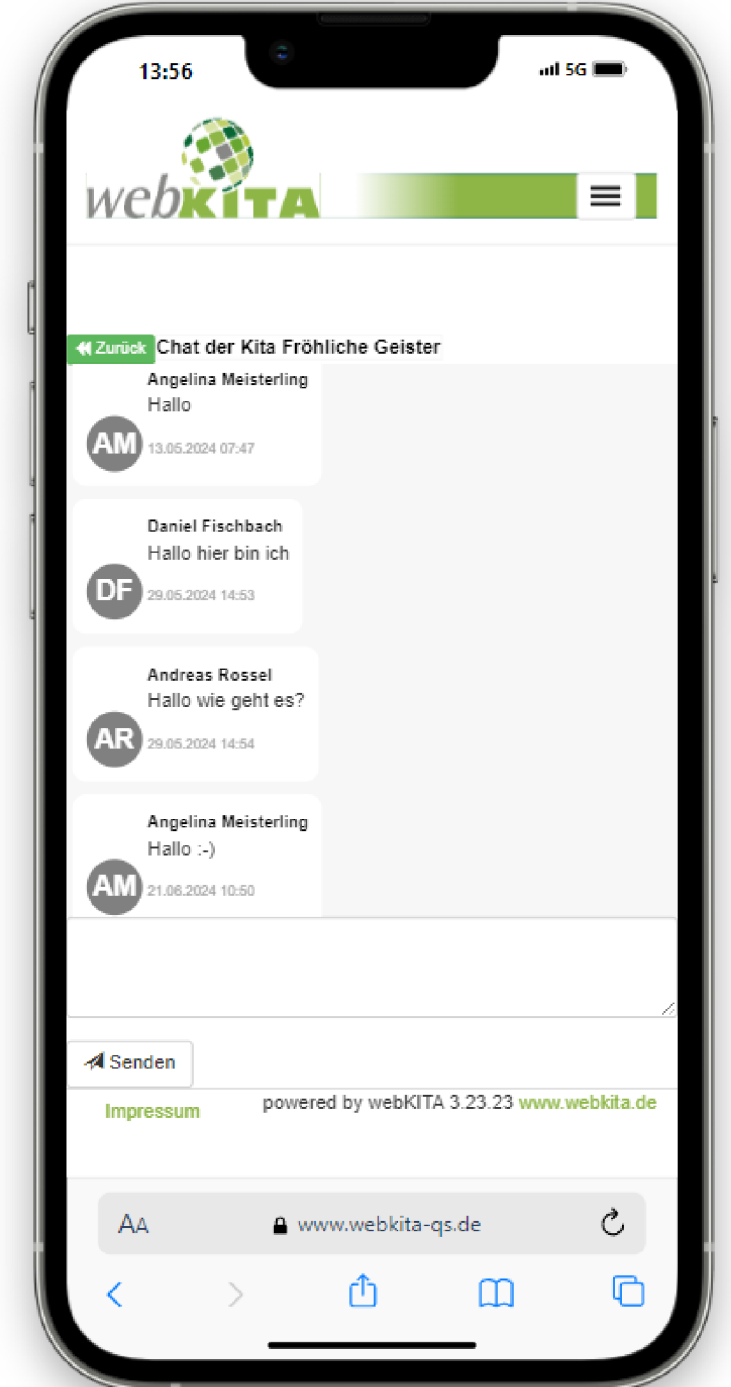 13:56
5G
webKITA
Zurück Chat der Kita Fröhliche Geister
Angelina Meisterling
Hallo
AM
13.05.2024 07:47
Daniel Fischbach
Hallo hier bin ich
DF
29.05.2024 14:53
Andreas Rossel
Hallo wie geht es?
AR
29.05.2024 14:54
Angelina Meisterling
Hallo :-)
AM
21.06.2024 10:50
Senden
Impressum
powered by webKITA 3.23.23 www.webkita.de
AA
www.webkita-qs.de